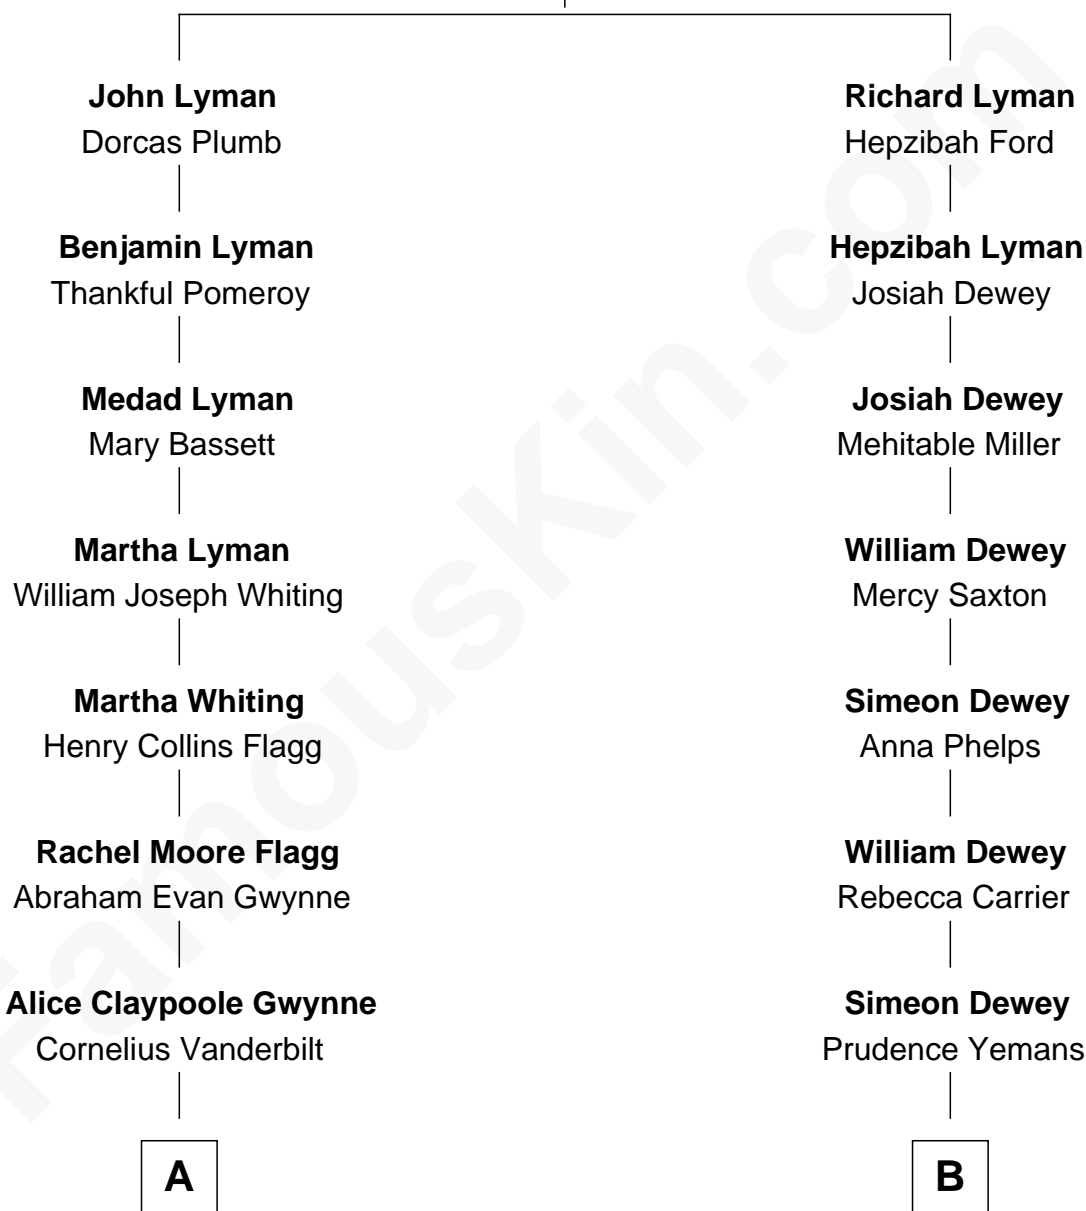 John Lyman
Dorcas Plumb
Richard Lyman
Hepzibah Ford
Benjamin Lyman
Thankful Pomeroy
Hepzibah Lyman
Josiah Dewey
Medad Lyman
Mary Bassett
Josiah Dewey
Mehitable Miller
Martha Lyman
William Joseph Whiting
William Dewey
Mercy Saxton
Martha Whiting
Henry Collins Flagg
Simeon Dewey
Anna Phelps
Rachel Moore Flagg
Abraham Evan Gwynne
William Dewey
Rebecca Carrier
Alice Claypoole Gwynne
Cornelius Vanderbilt
Simeon Dewey
Prudence Yemans
A
B
FamousKin.com